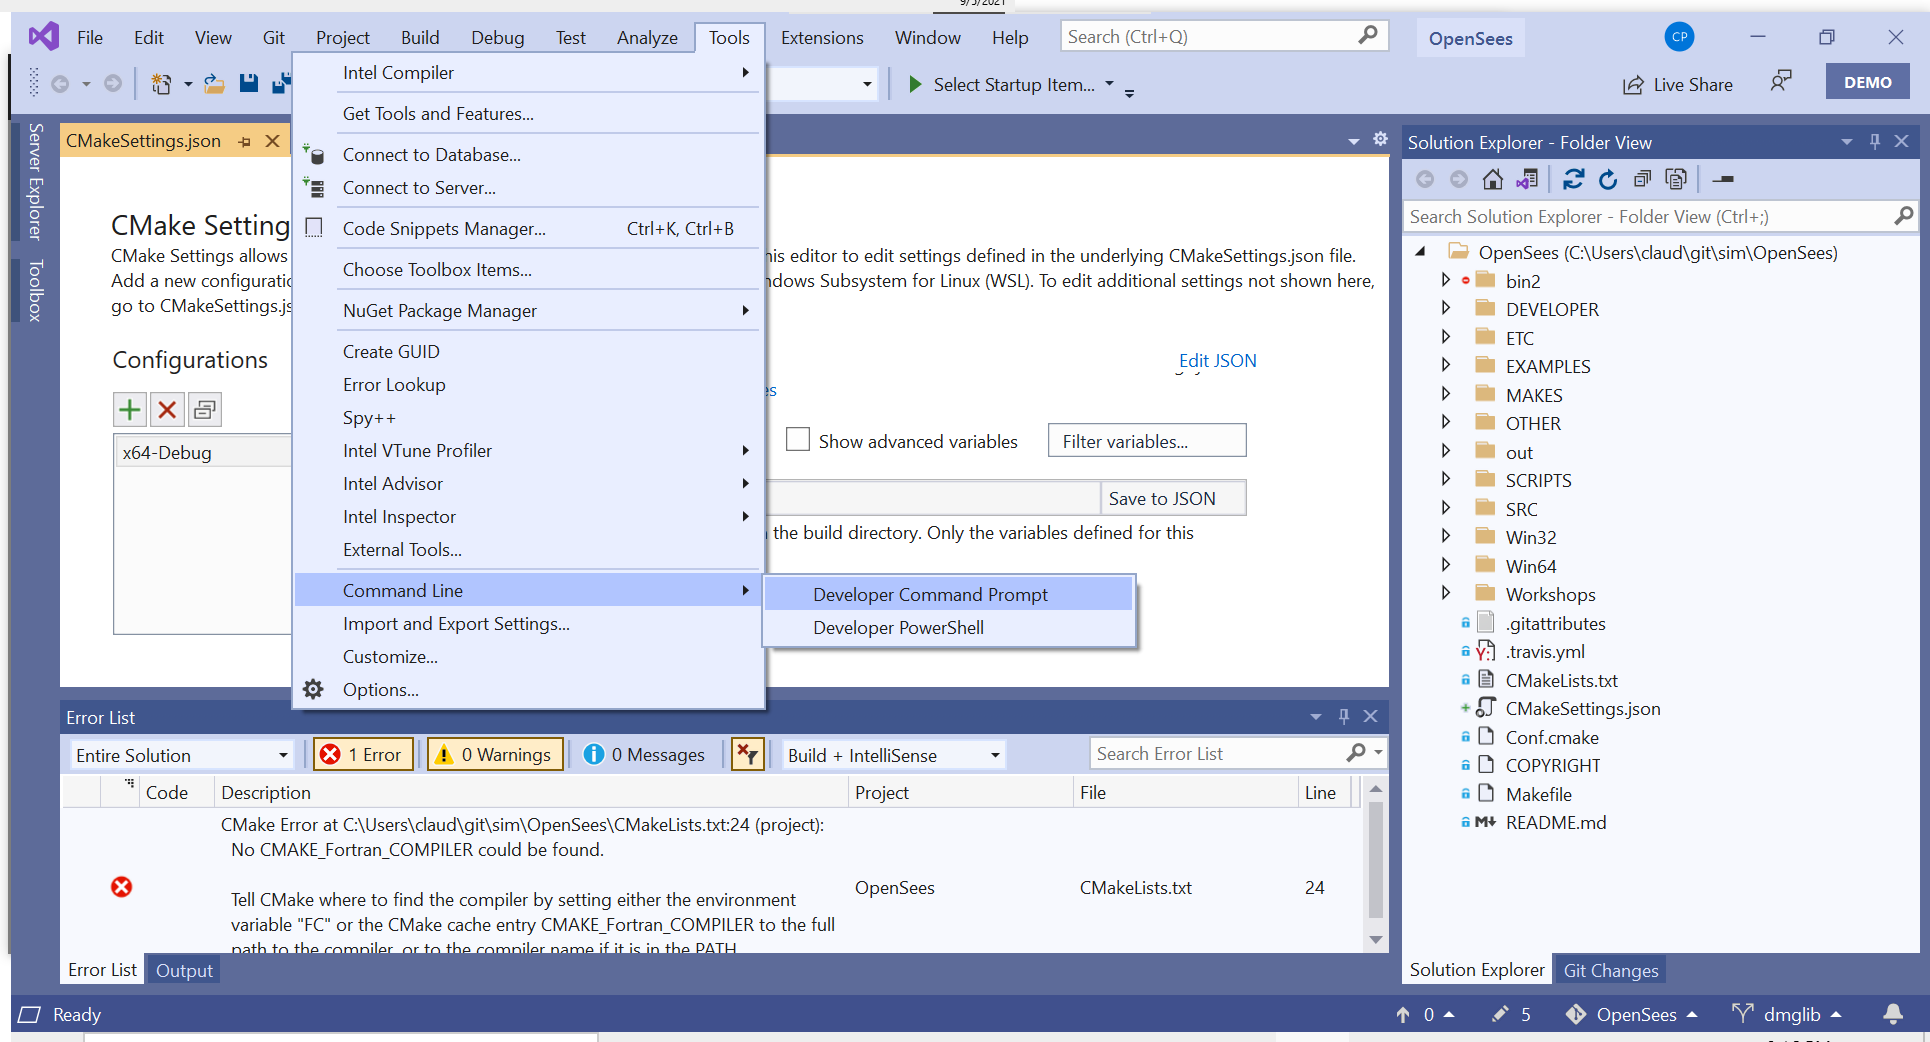 9/5/2021
File Edit View Git Project Build Debug Test Analyze Tools Extensions Window Help Search (Ctrl+Q) OpenSees CP
Select Startup Item... Live Share DEMO
Server Explorer
Toolbox
CMakeSettings.json
CMake Setting
CMake Settings allows
Add a new configuratic
go to CMakeSettings.js
his editor to edit settings defined in the underlying CMakeSettings.json file.
ndows Subsystem for Linux (WSL). To edit additional settings not shown here,
Edit JSON
Configurations
x64-Debug
es
Show advanced variables Filter variables...
Save to JSON
the build directory. Only the variables defined for this
Intel Compiler
Get Tools and Features...
Connect to Database...
Connect to Server...
Code Snippets Manager... Ctrl+K, Ctrl+B
Choose Toolbox Items...
NuGet Package Manager
Create GUID
Error Lookup
Spy++
Intel VTune Profiler
Intel Advisor
Intel Inspector
External Tools...
Command Line
Import and Export Settings...
Customize...
Options...
Developer Command Prompt
Developer PowerShell
Error List
Entire Solution 1 Error 0 Warnings 0 Messages Build + IntelliSense Search Error List
Code Description Project File Line
CMake Error at C:\Users\claud\git\sim\OpenSees\CMakeLists.txt:24 (project):
No CMAKE_Fortran_COMPILER could be found.
OpenSees CMakeLists.txt 24
Tell CMake where to find the compiler by setting either the environment
variable "FC" or the CMake cache entry CMAKE_Fortran_COMPILER to the full
path to the compiler, or to the compiler name if it is in the PATH.
Error List Output
Solution Explorer - Folder View
Search Solution Explorer - Folder View (Ctrl+;)
OpenSees (C:\Users\claud\git\sim\OpenSees)
bin2
DEVELOPER
ETC
EXAMPLES
MAKES
OTHER
out
SCRIPTS
SRC
Win32
Win64
Workshops
.gitattributes
.travis.yml
CMakeLists.txt
CMakeSettings.json
Conf.cmake
COPYRIGHT
Makefile
README.md
Solution Explorer Git Changes
Ready 0 5 OpenSees dmglib